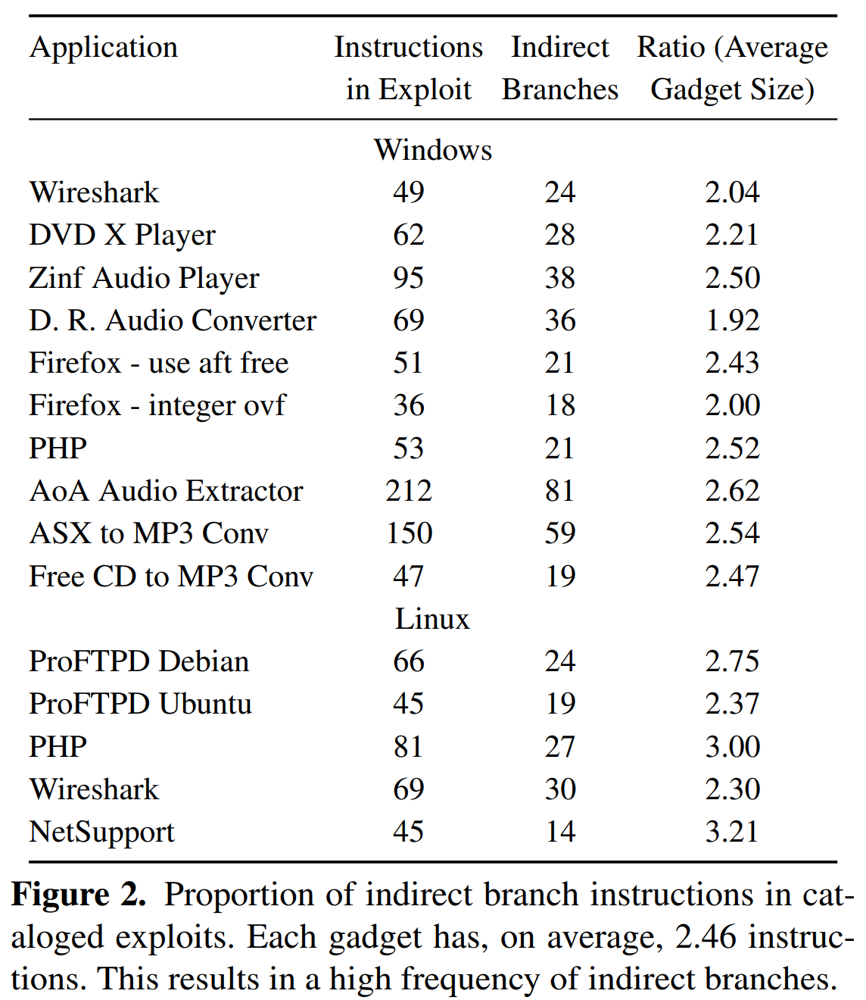 Application Instructions in Exploit Indirect Branches Ratio (Average Gadget Size)
Windows
Wireshark 49 24 2.04
DVD X Player 62 28 2.21
Zinf Audio Player 95 38 2.50
D. R. Audio Converter 69 36 1.92
Firefox - use aft free 51 21 2.43
Firefox - integer ovf 36 18 2.00
PHP 53 21 2.52
AoA Audio Extractor 212 81 2.62
ASX to MP3 Conv 150 59 2.54
Free CD to MP3 Conv 47 19 2.47
Linux
ProFTPD Debian 66 24 2.75
ProFTPD Ubuntu 45 19 2.37
PHP 81 27 3.00
Wireshark 69 30 2.30
NetSupport 45 14 3.21
Figure 2. Proportion of indirect branch instructions in cat-
aloged exploits. Each gadget has, on average, 2.46 instruc-
tions. This results in a high frequency of indirect branches.